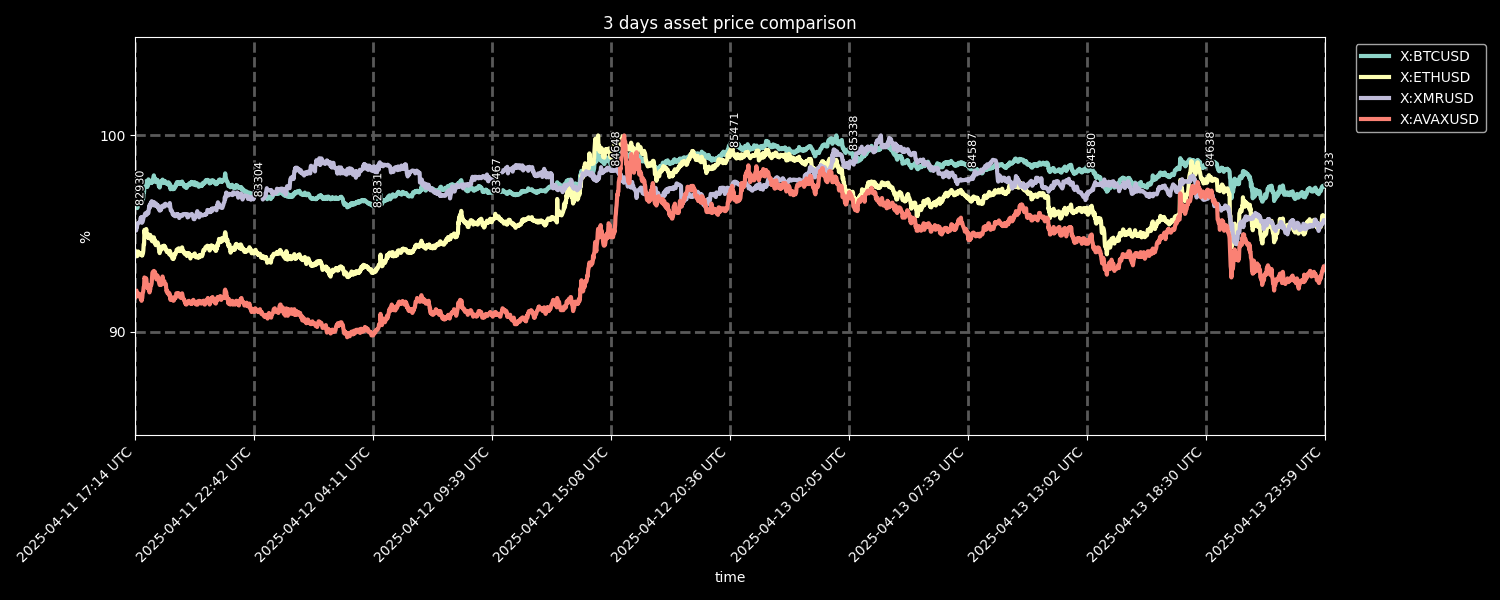 3 days asset price comparison
X:BTCUSD
X:ETHUSD
X:XMRUSD
X:AVAXUSD
100
90
%
82930
83304
82831
83467
84648
85471
85338
84587
84580
84638
83733
2025-04-11 17:14 UTC
2025-04-11 22:42 UTC
2025-04-12 04:11 UTC
2025-04-12 09:39 UTC
2025-04-12 15:08 UTC
2025-04-12 20:36 UTC
2025-04-13 02:05 UTC
2025-04-13 07:33 UTC
2025-04-13 13:02 UTC
2025-04-13 18:30 UTC
2025-04-13 23:59 UTC
time